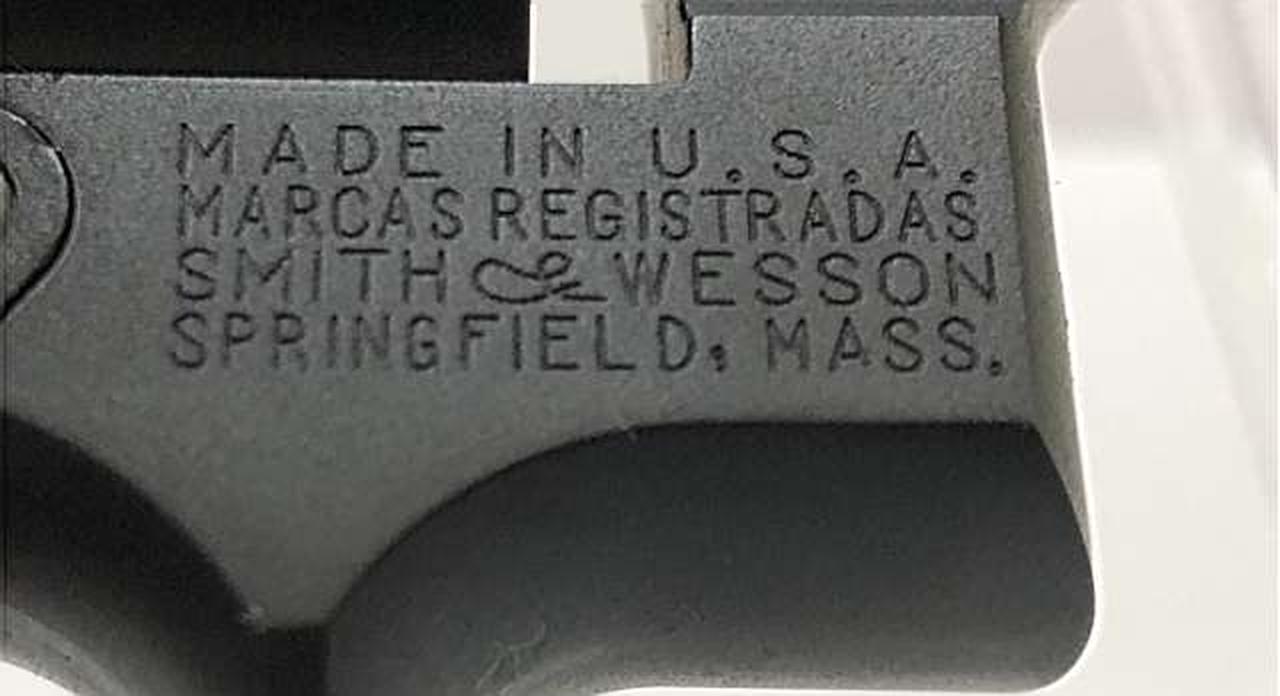 MADE IN U.S.A.
MARCAS REGISTRADAS
SMITH & WESSON
SPRINGFIELD, MASS.